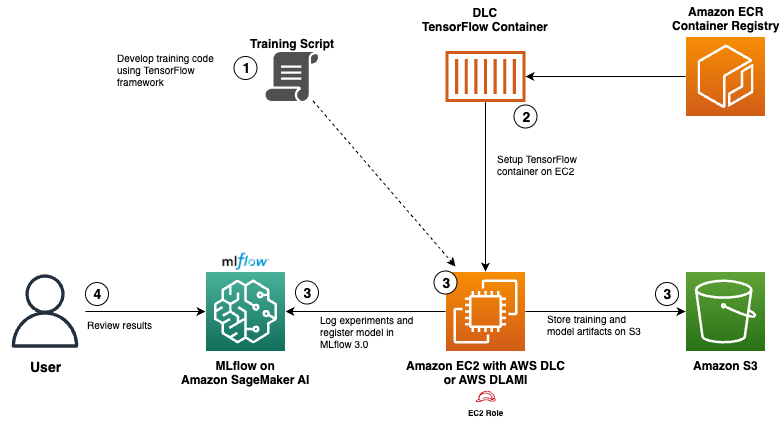 DLC
TensorFlow Container
Amazon ECR
Container Registry
Training Script
Develop training code
using TensorFlow
framework
1
2
Setup TensorFlow
container on EC2
mlflow
4
3
3
3
Review results
Log experiments and
register model in
MLflow 3.0
Store training and
model artifacts on S3
User
MLflow on
Amazon SageMaker AI
Amazon EC2 with AWS DLC
or AWS DLAMI
EC2 Role
Amazon S3